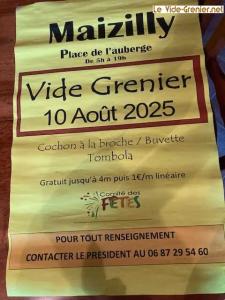 Le Vide-Grenier.net
Maizilly
Place de l'auberge
De 5h à 19h
Vide Grenier
10 Août 2025
Cochon à la broche / Buvette
Tombola
Gratuit jusqu'à 4m puis 1€/m linéaire
Comité des
FÊTES
POUR TOUT RENSEIGNEMENT
CONTACTER LE PRESIDENT AU 06 87 29 54 60